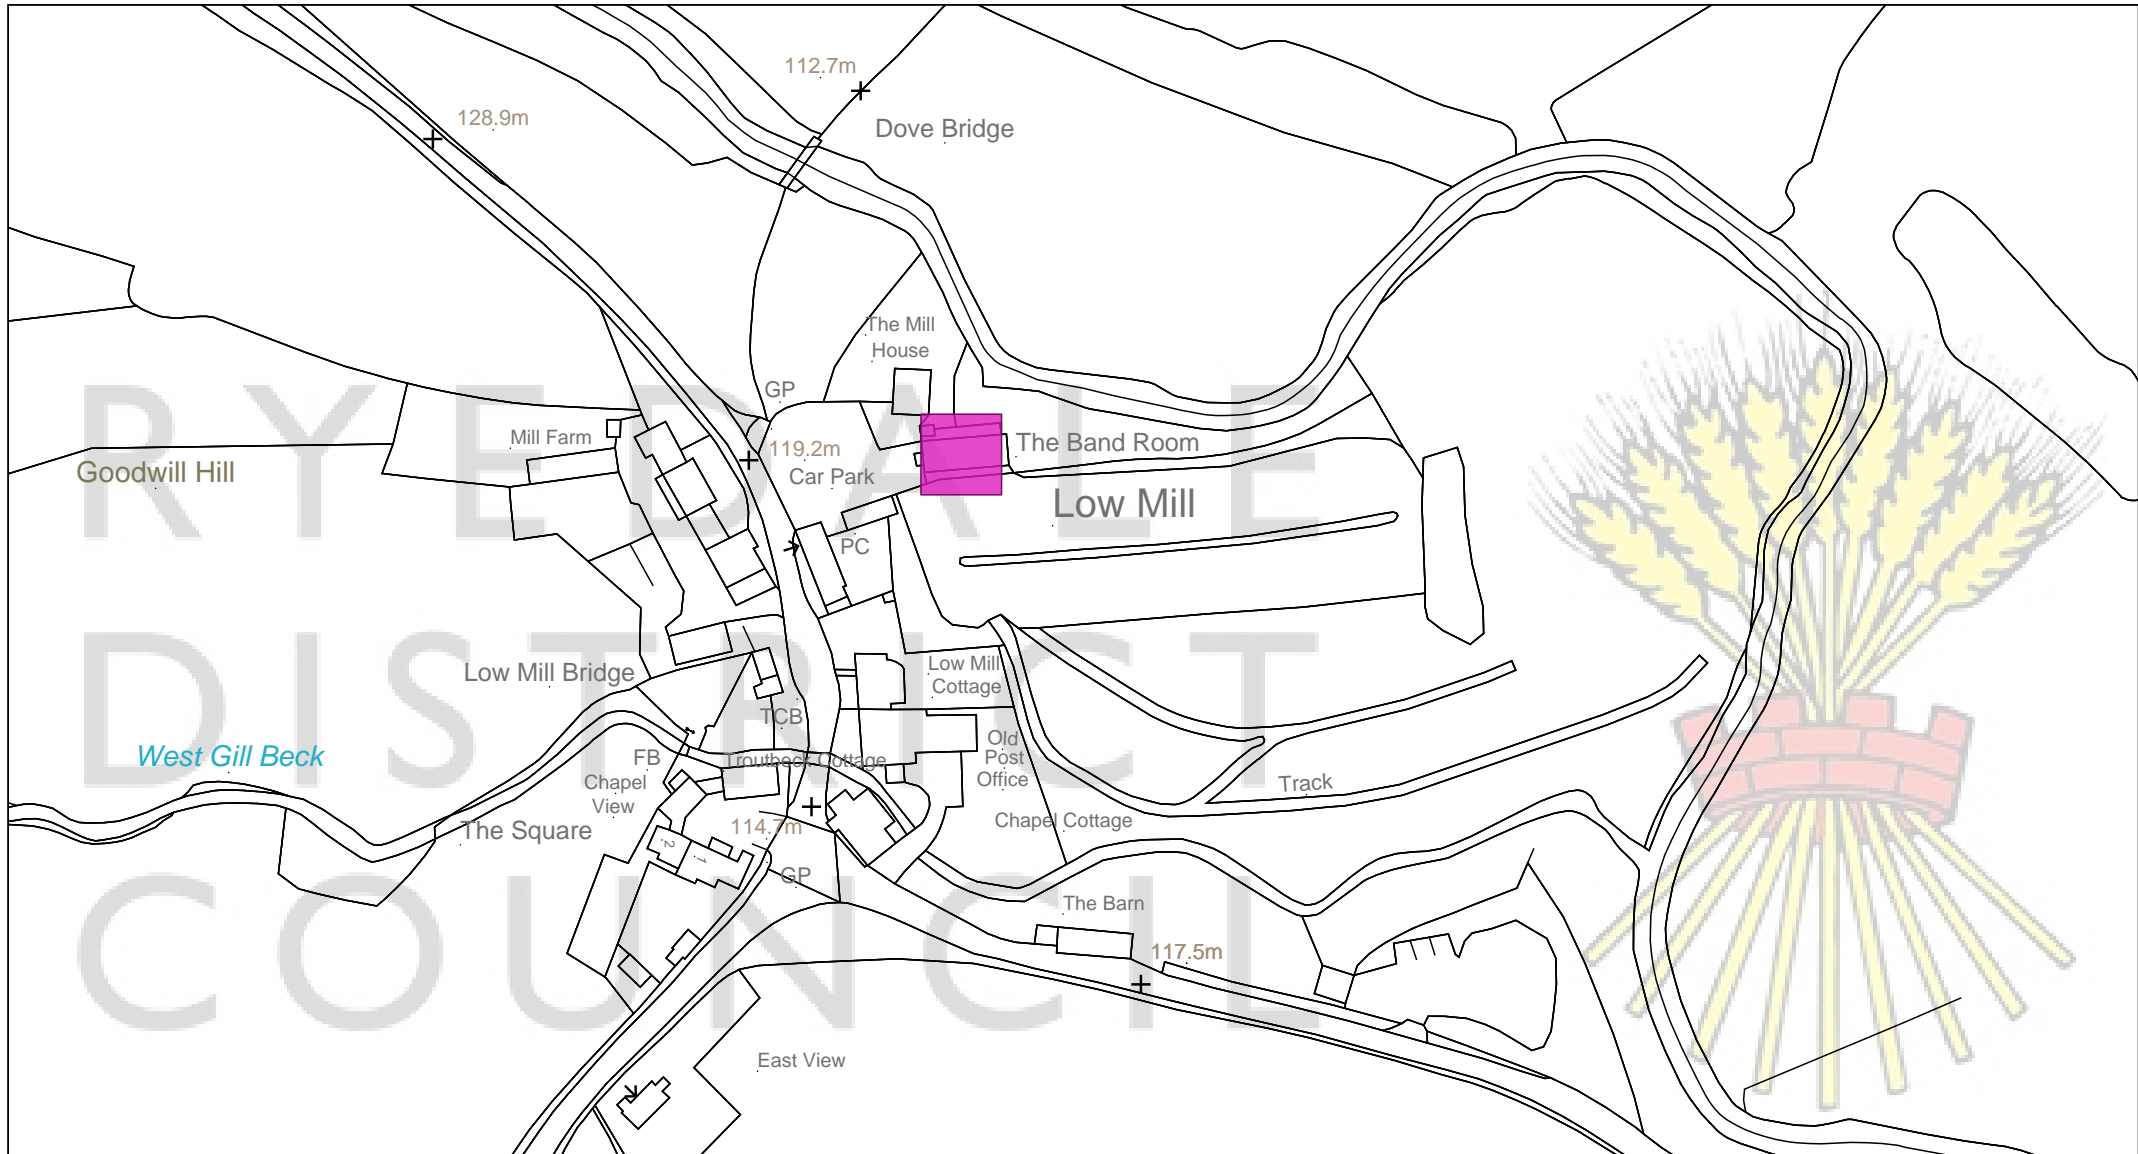 112.7m
128.9m
Dove Bridge
The Mill
House
GP
Mill Farm
119.2m
The Band Room
Goodwill Hill
Car Park
Low Mill
PC
Low Mill Bridge
Low Mill
Cottage
TCB
West Gill Beck
FB
Troutbeck Cottage
Old
Post
Office
Chapel
View
Track
The Square
114.7m
Chapel Cottage
2
1
GP
The Barn
117.5m
East View
RYEDALE
DISTRICT
COUNCIL